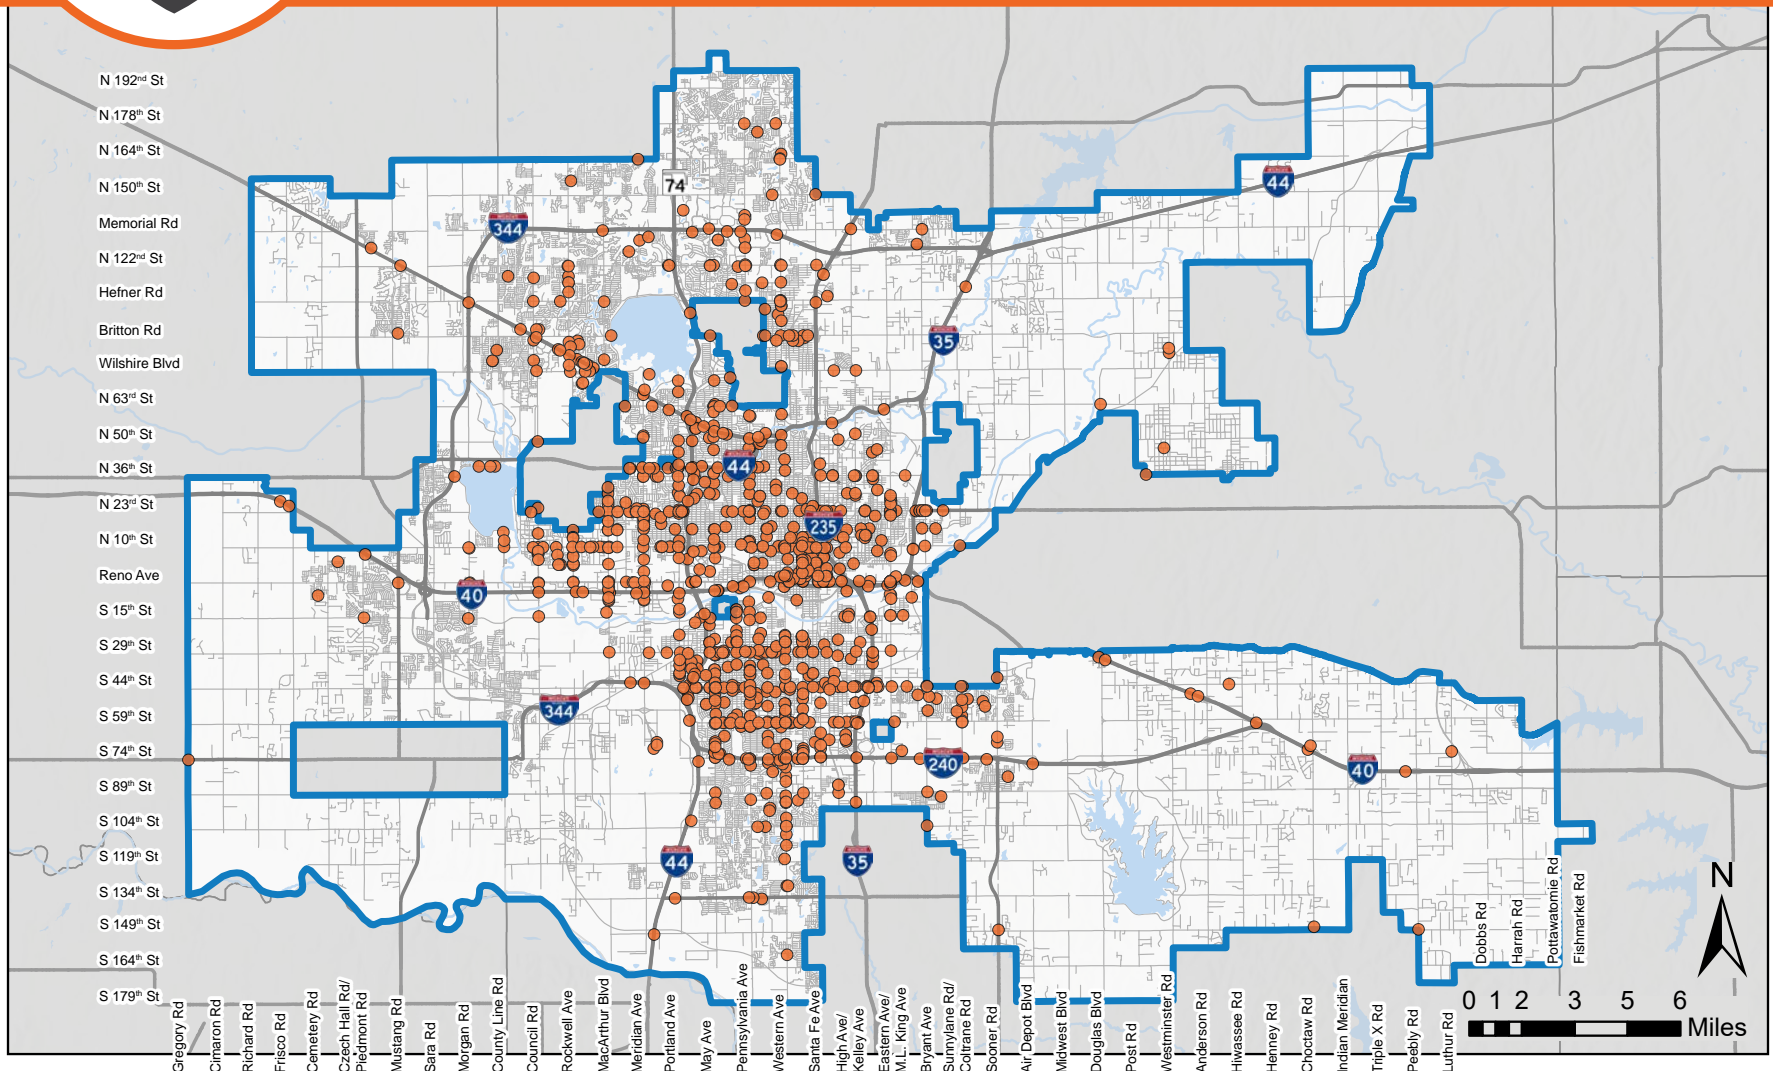 N 192nd St
N 178th St
N 164th St
N 150th St
Memorial Rd
N 122nd St
Hefner Rd
Britton Rd
Wilshire Blvd
N 63rd St
N 50th St
N 36th St
N 23rd St
N 10th St
Reno Ave
S 15th St
S 29th St
S 44th St
S 59th St
S 74th St
S 89th St
S 104th St
S 119th St
S 134th St
S 149th St
S 164th St
S 179th St
74
44
344
35
44
235
40
344
240
40
44
35
Gregory Rd
Cimaron Rd
Richard Rd
Frisco Rd
Cemetery Rd
Czech Hall Rd/
Piedmont Rd
Mustang Rd
Sara Rd
Morgan Rd
County Line Rd
Council Rd
Rockwell Ave
MacArthur Blvd
Meridian Ave
Portland Ave
May Ave
Pennsylvania Ave
Western Ave
Santa Fe Ave
High Ave/
Kelley Ave
Eastern Ave/
M.L. King Ave
Bryant Ave
Sunnylane Rd/
Coltrane Rd
Sooner Rd
Air Depot Blvd
Midwest Blvd
Douglas Blvd
Post Rd
Westminster Rd
Anderson Rd
Hiwassee Rd
Henney Rd
Choctaw Rd
Indian Meridian
Triple X Rd
Peebly Rd
Luthur Rd
Dobbs Rd
Harrah Rd
Pottawatomie Rd
Fishmarket Rd
N
0 1 2 3 5 6
Miles